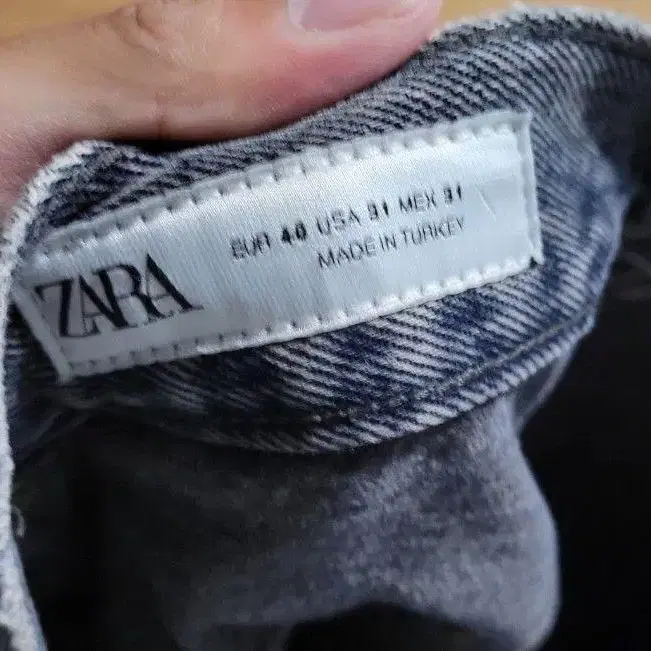 ZARA
EUR 40 USA 31 MEX 31
MADE IN TURKEY